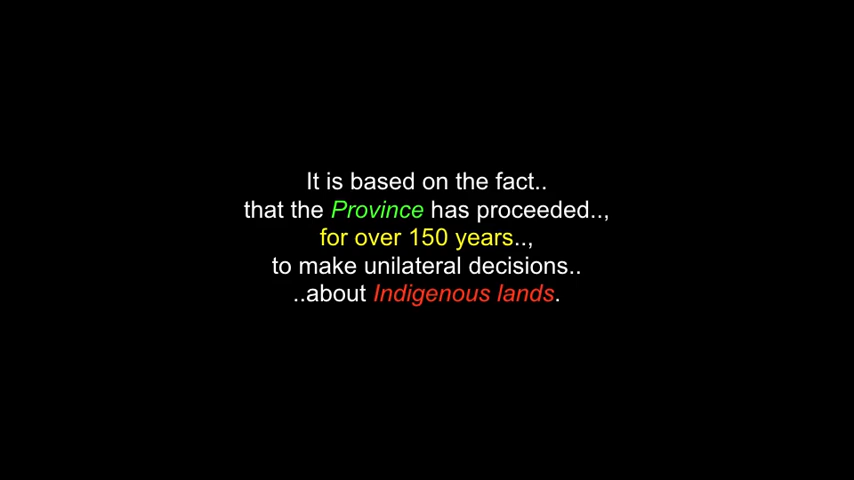 It is based on the fact..
that the Province has proceeded..,
for over 150 years..,
to make unilateral decisions..
..about Indigenous lands.